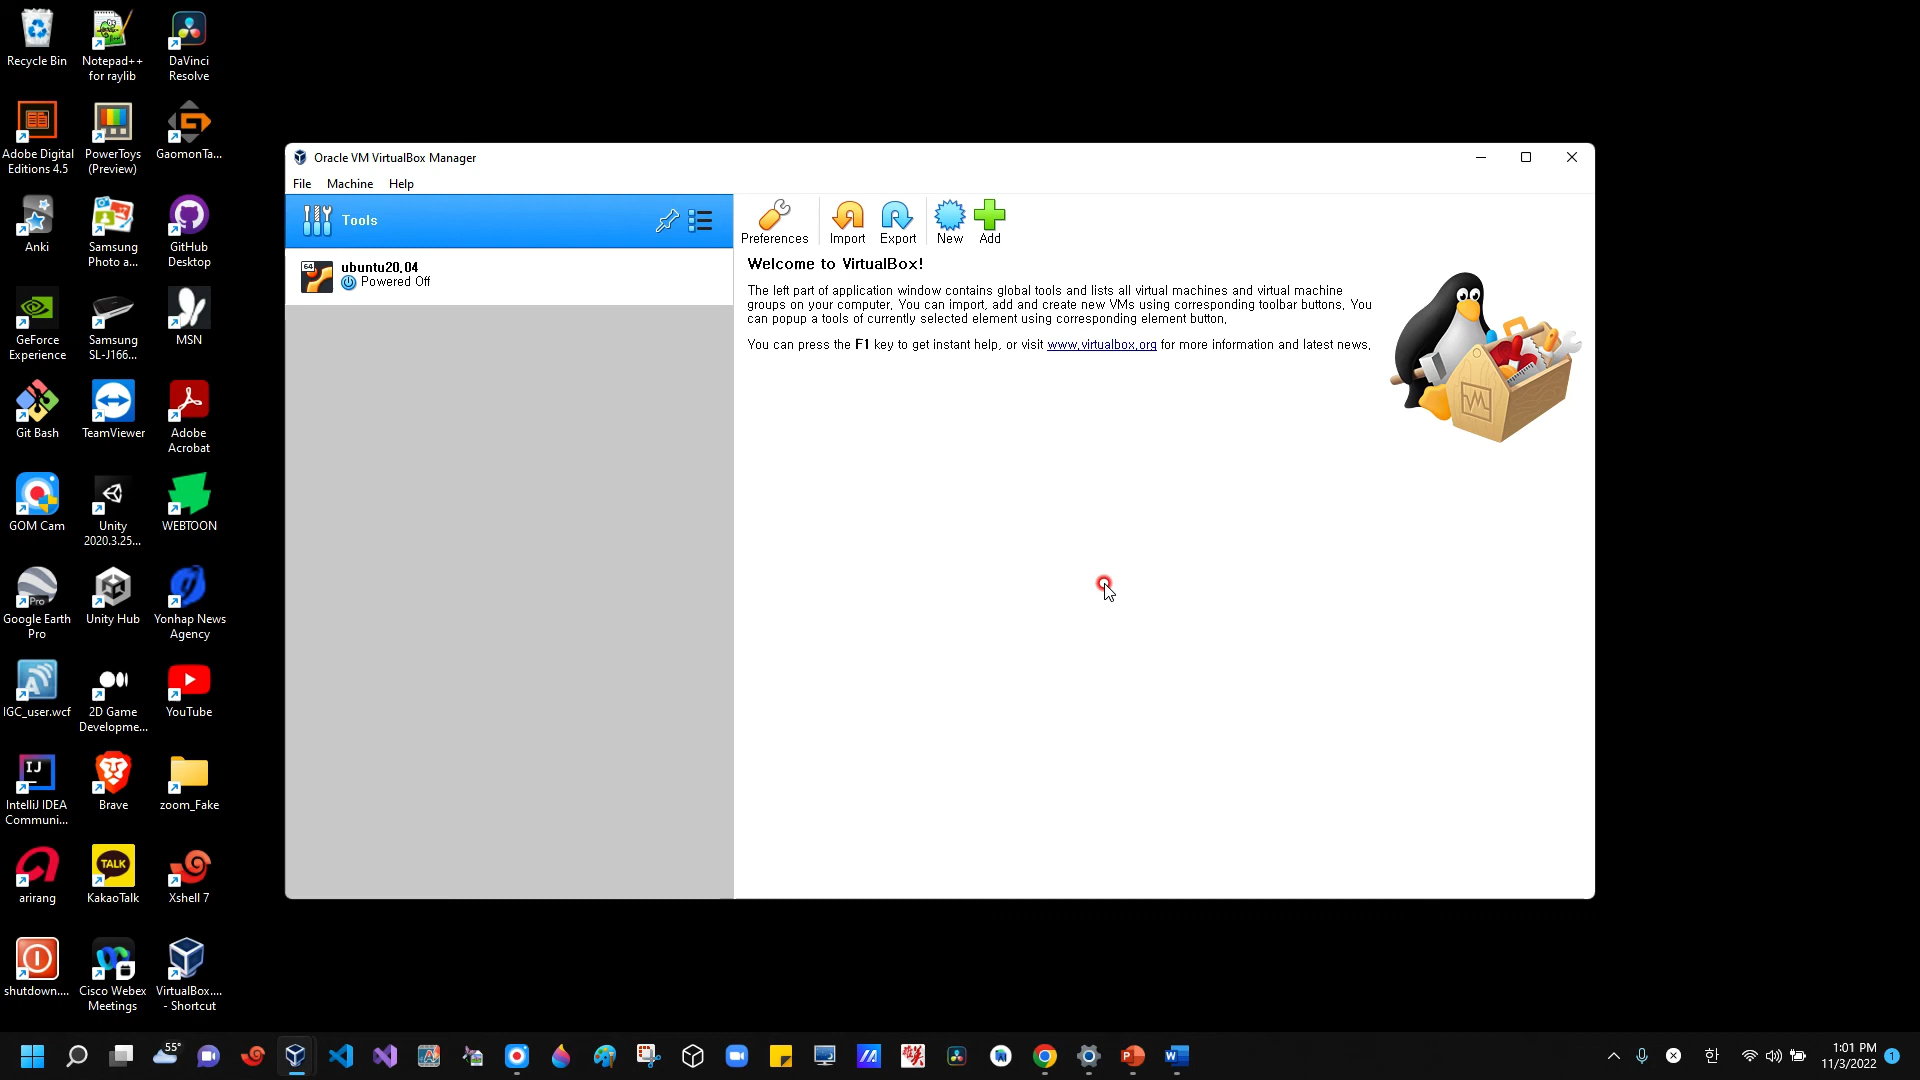 Recycle Bin
Notepad++
for raylib
DaVinci
Resolve
Adobe Digital
Editions 4.5
PowerToys
(Preview)
GaomonTa...
Anki
Samsung
Photo a...
GitHub
Desktop
GeForce
Experience
Samsung
SL-J166...
MSN
Git Bash
TeamViewer
Adobe
Acrobat
GOM Cam
Unity
2020.3.25...
WEBTOON
Pro
Google Earth
Pro
Unity Hub
Yonhap News
Agency
IGC_user.wcf
2D Game
Developme...
YouTube
IJ
IntelliJ IDEA
Communi...
Brave
zoom_Fake
arirang
TALK
KakaoTalk
Xshell 7
shutdown....
Cisco Webex
Meetings
VirtualBox....
- Shortcut
Oracle VM VirtualBox Manager
File Machine Help
Tools
64
ubuntu20,04
Powered Off
Preferences
Import
Export
New
Add
Welcome to VirtualBox!
The left part of application window contains global tools and lists all virtual machines and virtual machine
groups on your computer, You can import, add and create new VMs using corresponding toolbar buttons, You
can popup a tools of currently selected element using corresponding element button,
You can press the F1 key to get instant help, or visit www,virtualbox,org for more information and latest news,
55°
한
1:01 PM
11/3/2022
1